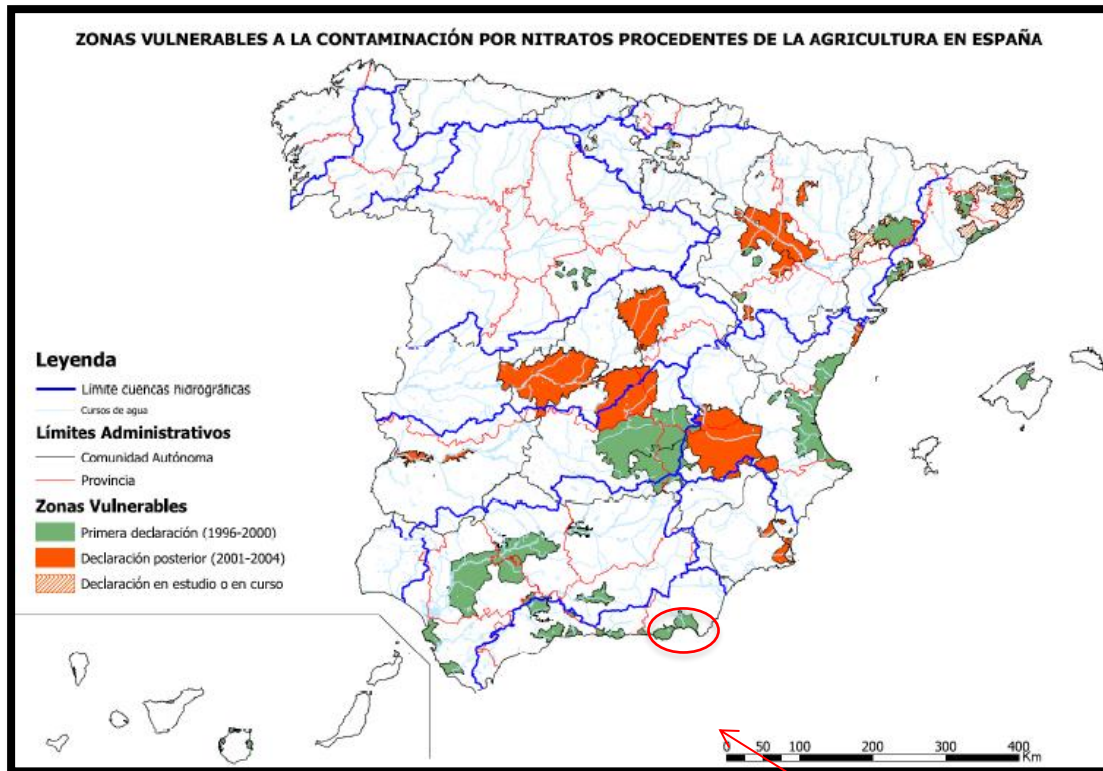 ZONAS VULNERABLES A LA CONTAMINACIÓN POR NITRATOS PROCEDENTES DE LA AGRICULTURA EN ESPAÑA
Leyenda
Límite cuencas hidrográficas
Cursos de agua
Límites Administrativos
Comunidad Autónoma
Provincia
Zonas Vulnerables
Primera declaración (1996-2000)
Declaración posterior (2001-2004)
Declaración en estudio o en curso
0 50 100 200 300 400
Km